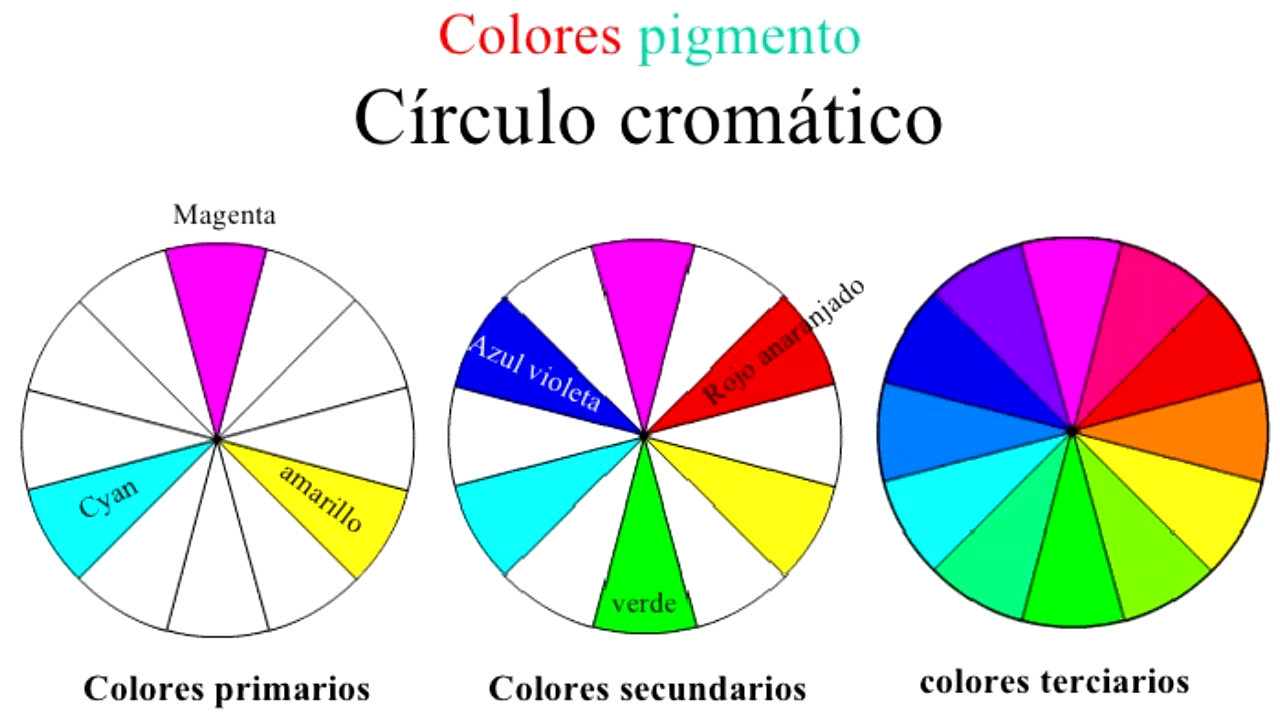 Colores pigmento
Círculo cromático
Magenta
Cyan
amarillo
Azul violeta
Rojo anaranjado
verde
Colores primarios
Colores secundarios
colores terciarios